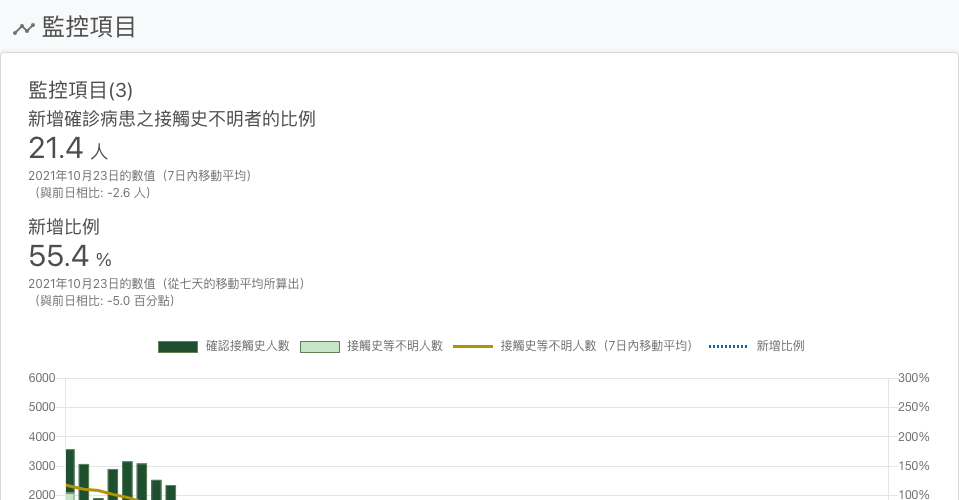 監控項目
監控項目(3)
新增確診病患之接觸史不明者的比例
21.4 人
2021年10月23日的數值（7日內移動平均）
（與前日相比: -2.6 人）
新增比例
55.4 %
2021年10月23日的數值（從七天的移動平均所算出）
（與前日相比: -5.0 百分點）
確認接觸史人數 接觸史等不明人數 接觸史等不明人數（7日內移動平均） 新增比例
6000 300%
5000 250%
4000 200%
3000 150%
2000 100%